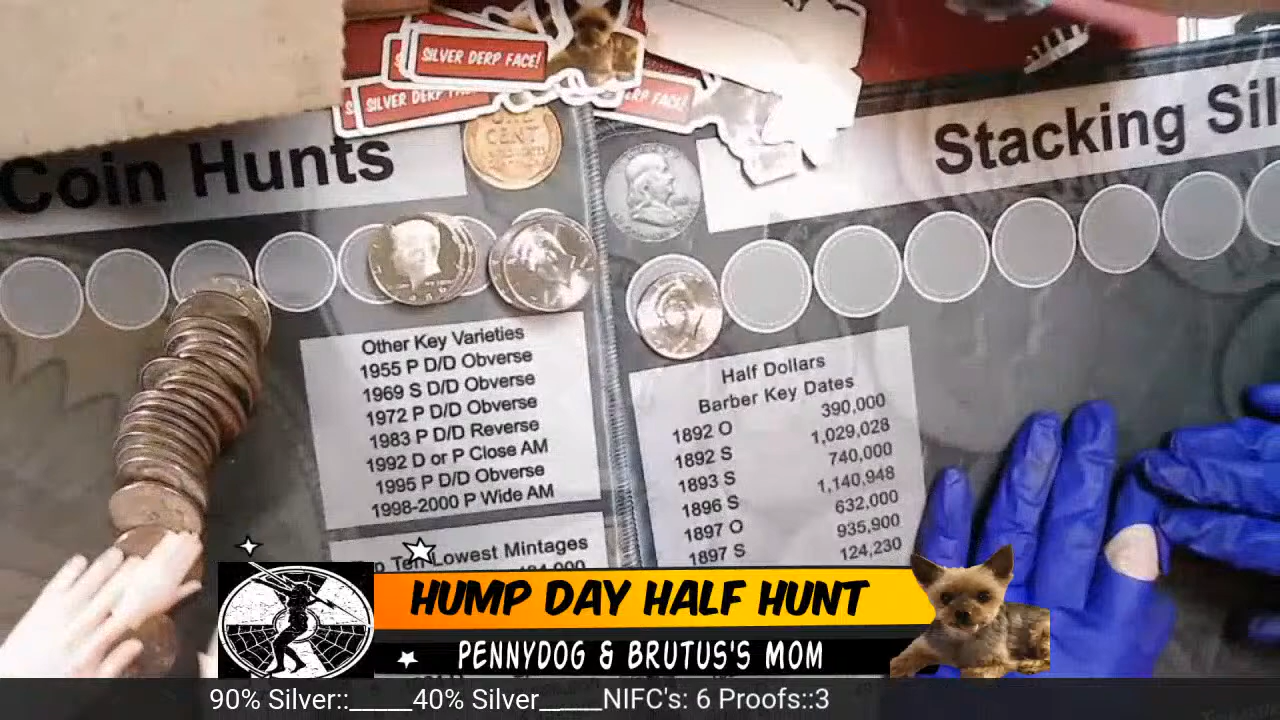 SILVER DERP FACE!
SILVER DERP
ERP FACE!
ONE
CENT
Coin Hunts
Stacking Sil
Other Key Varieties
1955 P D/D Obverse
1969 S D/D Obverse
1972 P D/D Obverse
1983 P D/D Reverse
1992 D or P Close AM
1995 P D/D Obverse
1998-2000 P Wide AM
Ten Lowest Mintages
Half Dollars
Barber Key Dates
1892 O 390,000
1892 S 1,029,028
1893 S 740,000
1896 S 1,140,948
1897 O 632,000
1897 S 935,900
124,230
HUMP DAY HALF HUNT
PENNYDOG & BRUTUS'S MOM
90% Silver::_____40% Silver_____NIFC's: 6 Proofs::3